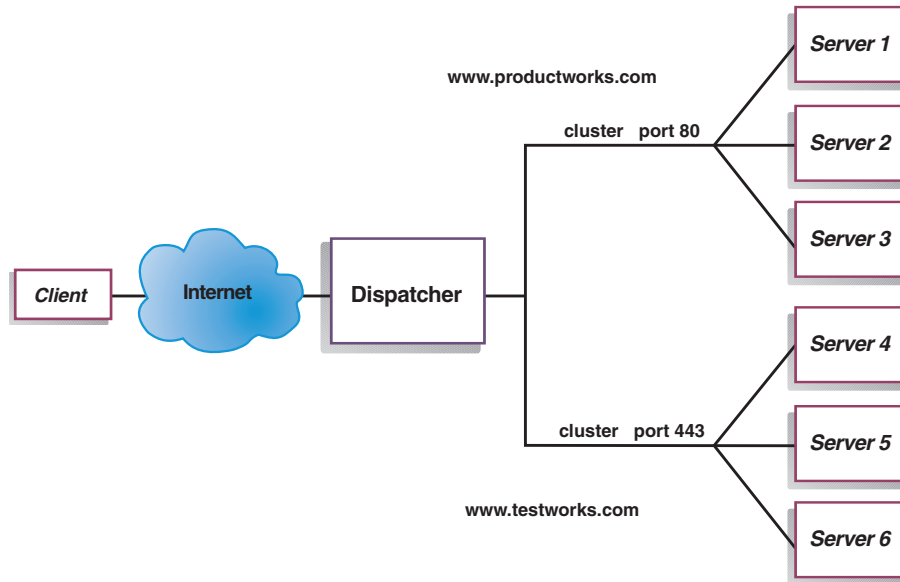 Server 1
www.productworks.com
cluster port 80
Server 2
Server 3
Client
Internet
Dispatcher
Server 4
cluster port 443
Server 5
www.testworks.com
Server 6